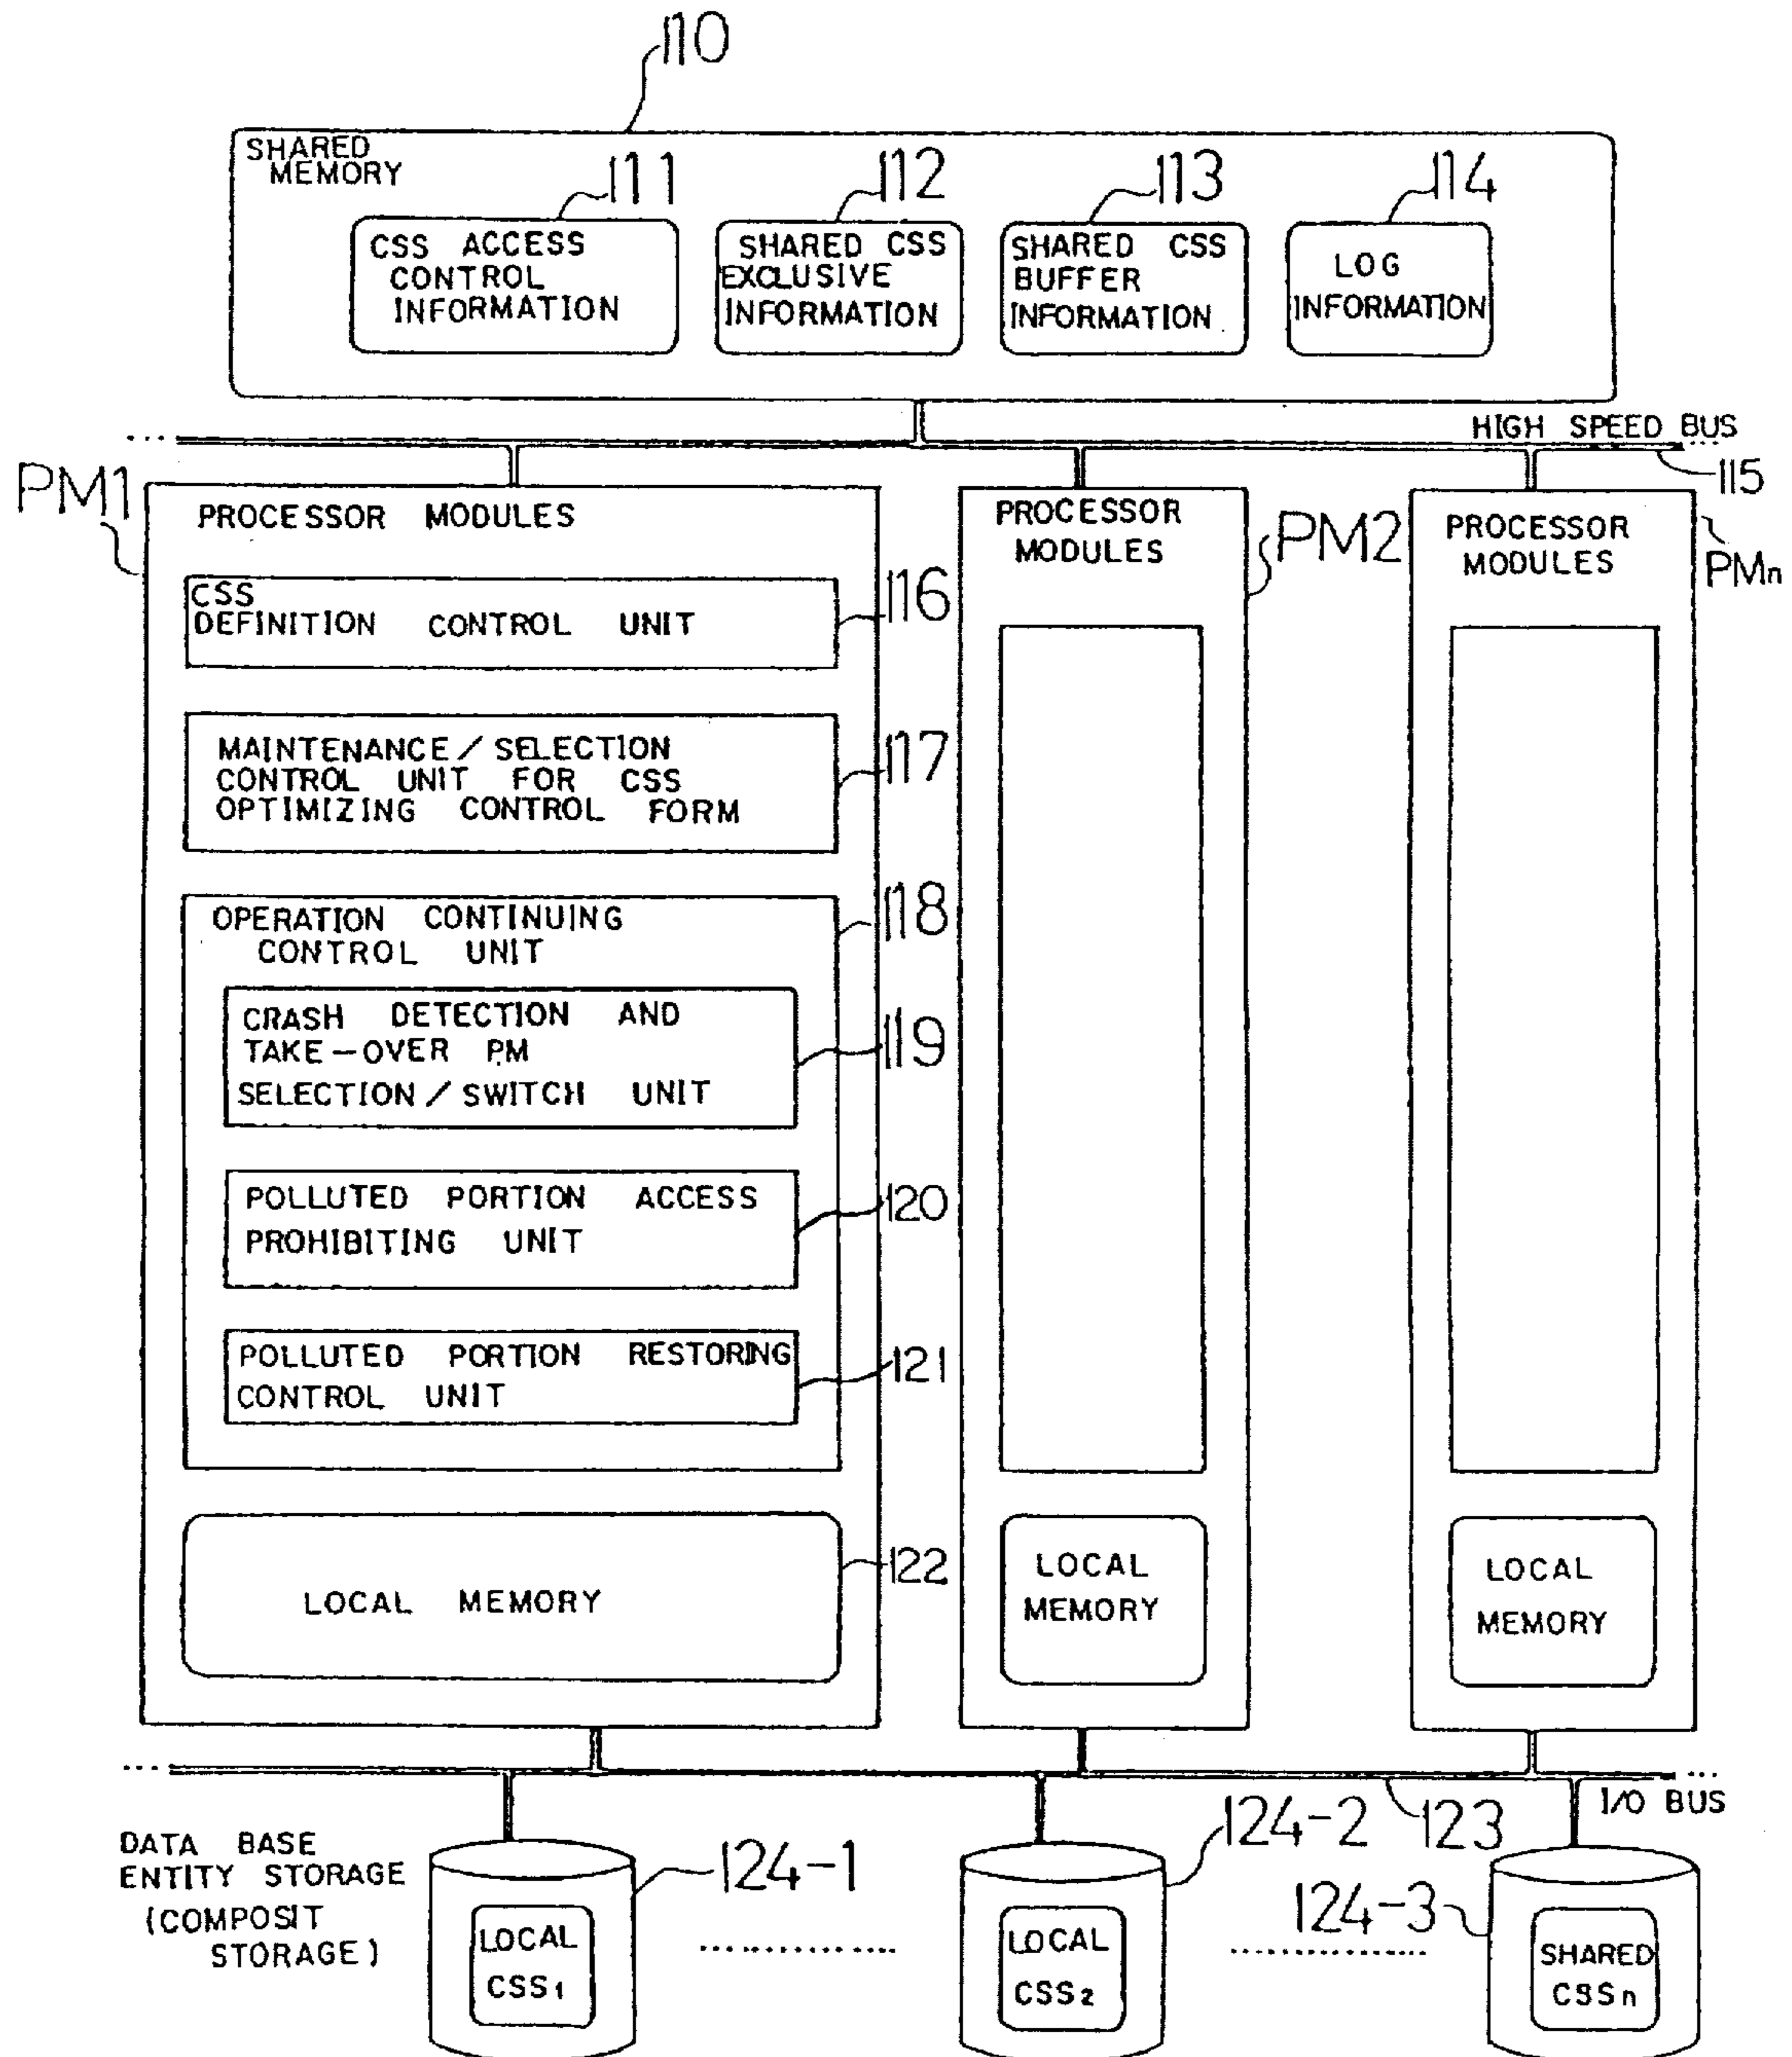 110
SHARED
MEMORY
111
112
113
114
CSS ACCESS
CONTROL
INFORMATION
SHARED CSS
EXCLUSIVE
INFORMATION
SHARED CSS
BUFFER
INFORMATION
LOG
INFORMATION
HIGH SPEED BUS
115
PM1
PROCESSOR MODULES
PROCESSOR
MODULES
PM2
PROCESSOR
MODULES
PMn
CSS
DEFINITION CONTROL UNIT
116
MAINTENANCE/SELECTION
CONTROL UNIT FOR CSS
OPTIMIZING CONTROL FORM
117
OPERATION CONTINUING
CONTROL UNIT
118
CRASH DETECTION AND
TAKE-OVER PM
SELECTION/SWITCH UNIT
119
POLLUTED PORTION ACCESS
PROHIBITING UNIT
120
POLLUTED PORTION RESTORING
CONTROL UNIT
121
LOCAL MEMORY
122
LOCAL
MEMORY
LOCAL
MEMORY
I/O BUS
123
DATA BASE
ENTITY STORAGE
(COMPOSIT
STORAGE)
124-1
124-2
124-3
LOCAL
CSS1
LOCAL
CSS2
SHARED
CSSn